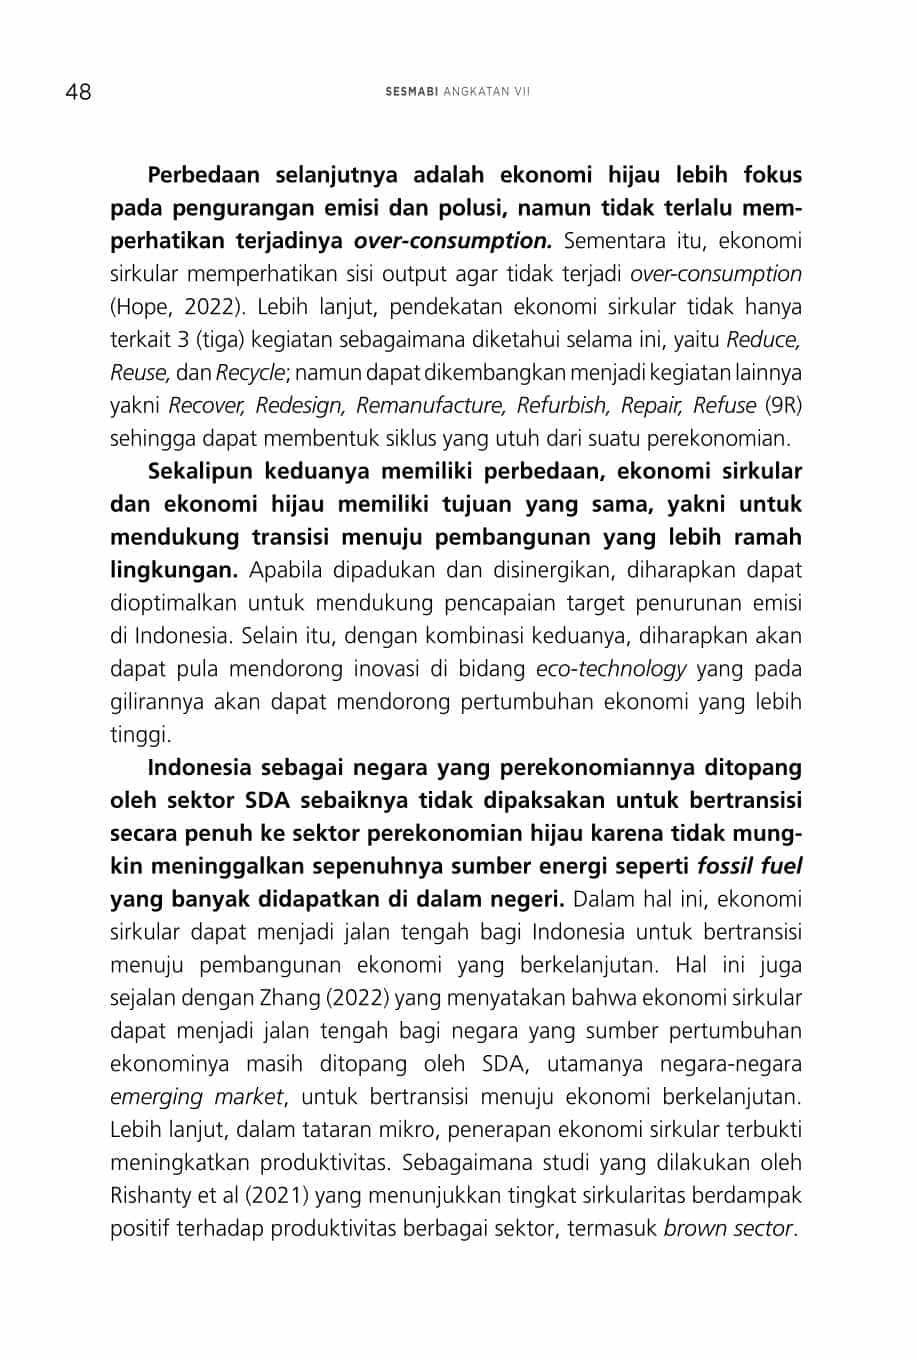 48
SESMABI ANGKATAN VII
Perbedaan selanjutnya adalah ekonomi hijau lebih fokus
pada pengurangan emisi dan polusi, namun tidak terlalu mem-
perhatikan terjadinya over-consumption. Sementara itu, ekonomi
sirkular memperhatikan sisi output agar tidak terjadi over-consumption
(Hope, 2022). Lebih lanjut, pendekatan ekonomi sirkular tidak hanya
terkait 3 (tiga) kegiatan sebagaimana diketahui selama ini, yaitu Reduce,
Reuse, dan Recycle; namun dapat dikembangkan menjadi kegiatan lainnya
yakni Recover, Redesign, Remanufacture, Refurbish, Repair, Refuse (9R)
sehingga dapat membentuk siklus yang utuh dari suatu perekonomian.
Sekalipun keduanya memiliki perbedaan, ekonomi sirkular
dan ekonomi hijau memiliki tujuan yang sama, yakni untuk
mendukung transisi menuju pembangunan yang lebih ramah
lingkungan. Apabila dipadukan dan disinergikan, diharapkan dapat
dioptimalkan untuk mendukung pencapaian target penurunan emisi
di Indonesia. Selain itu, dengan kombinasi keduanya, diharapkan akan
dapat pula mendorong inovasi di bidang eco-technology yang pada
gilirannya akan dapat mendorong pertumbuhan ekonomi yang lebih
tinggi.
Indonesia sebagai negara yang perekonomiannya ditopang
oleh sektor SDA sebaiknya tidak dipaksakan untuk bertransisi
secara penuh ke sektor perekonomian hijau karena tidak mung-
kin meninggalkan sepenuhnya sumber energi seperti fossil fuel
yang banyak didapatkan di dalam negeri. Dalam hal ini, ekonomi
sirkular dapat menjadi jalan tengah bagi Indonesia untuk bertransisi
menuju pembangunan ekonomi yang berkelanjutan. Hal ini juga
sejalan dengan Zhang (2022) yang menyatakan bahwa ekonomi sirkular
dapat menjadi jalan tengah bagi negara yang sumber pertumbuhan
ekonominya masih ditopang oleh SDA, utamanya negara-negara
emerging market, untuk bertransisi menuju ekonomi berkelanjutan.
Lebih lanjut, dalam tataran mikro, penerapan ekonomi sirkular terbukti
meningkatkan produktivitas. Sebagaimana studi yang dilakukan oleh
Rishanty et al (2021) yang menunjukkan tingkat sirkularitas berdampak
positif terhadap produktivitas berbagai sektor, termasuk brown sector.